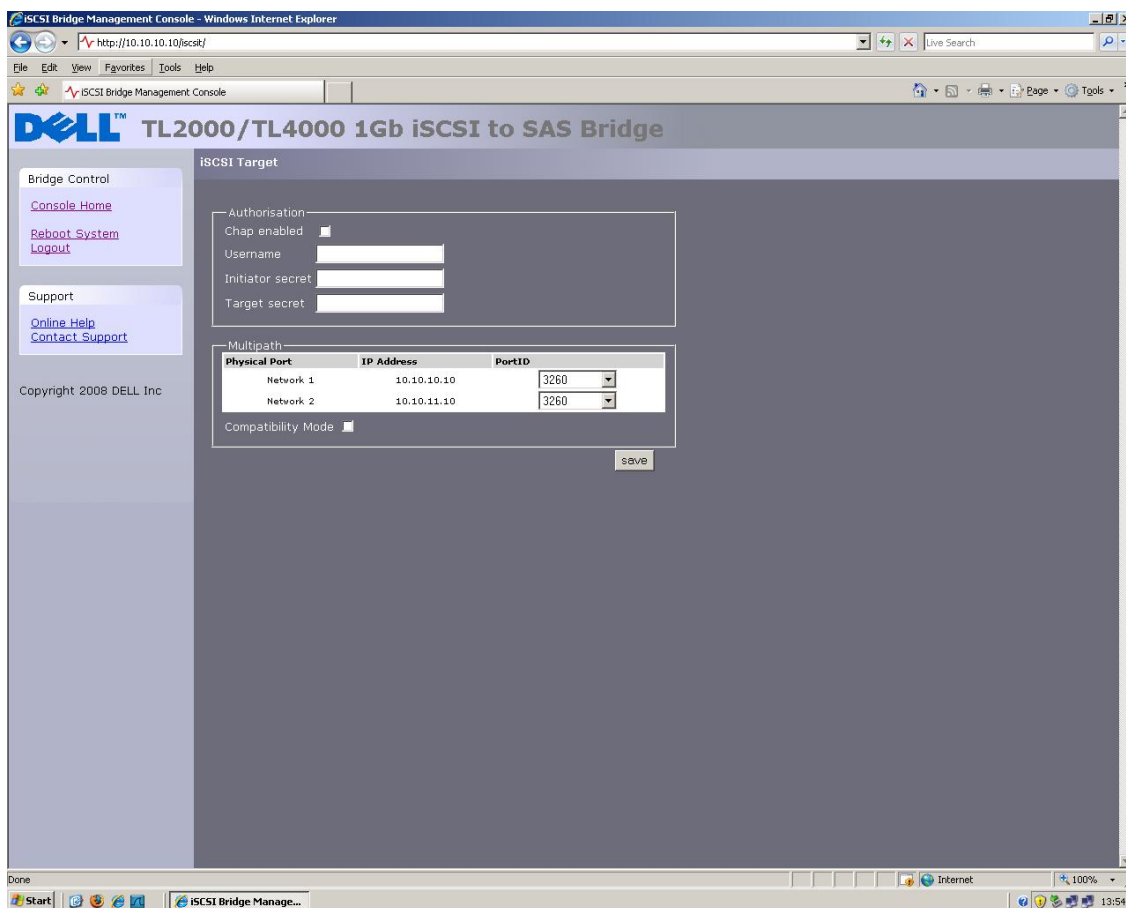 iSCSI Bridge Management Console - Windows Internet Explorer
http://10.10.10.10/iscsit/
Live Search
File Edit View Favorites Tools Help
iSCSI Bridge Management Console
Page Tools
DELL™ TL2000/TL4000 1Gb iSCSI to SAS Bridge
iSCSI Target
Bridge Control
Console Home
Reboot System
Logout
Support
Online Help
Contact Support
Copyright 2008 DELL Inc
Authorisation
Chap enabled
Username
Initiator secret
Target secret
Multipath
Physical Port IP Address PortID
Network 1 10.10.10.10 3260
Network 2 10.10.11.10 3260
Compatibility Mode
save
Done
Internet
100%
Start
iSCSI Bridge Manage...
13:54